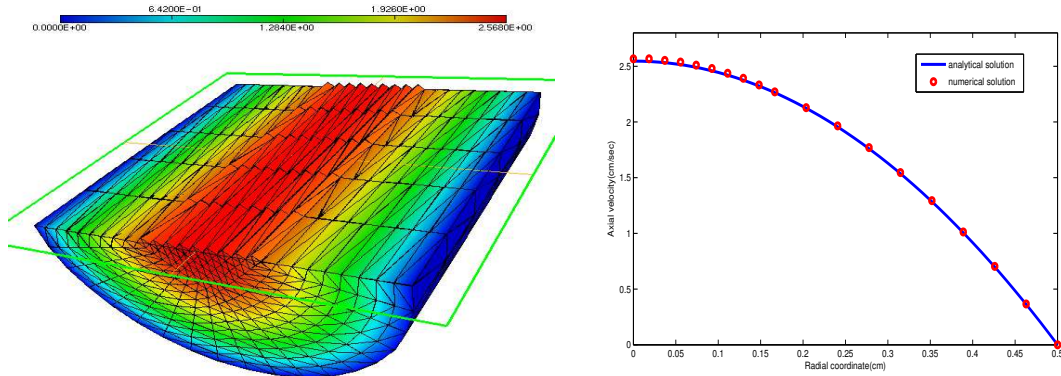 6.4200E-01 1.9260E+00
0.0000E+00 1.2840E+00 2.5680E+00
3
2.5
2
1.5
1
0.5
0
Axial velocity(cm/sec)
analytical solution
numerical solution
0 0.05 0.1 0.15 0.2 0.25 0.3 0.35 0.4 0.45 0.5
Radial coordinate(cm)